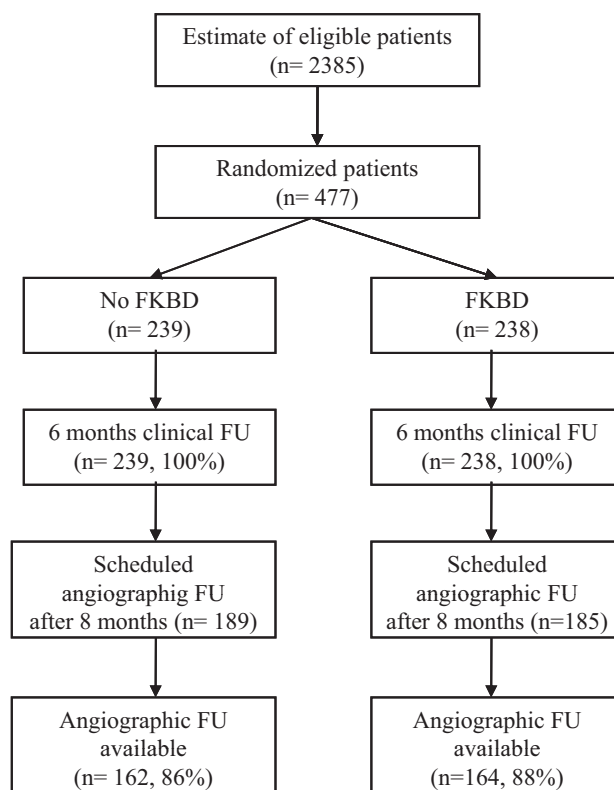 Estimate of eligible patients
(n= 2385)
Randomized patients
(n= 477)
No FKBD
(n= 239)
FKBD
(n= 238)
6 months clinical FU
(n= 239, 100%)
6 months clinical FU
(n= 238, 100%)
Scheduled
angiographig FU
after 8 months (n= 189)
Scheduled
angiographic FU
after 8 months (n=185)
Angiographic FU
available
(n= 162, 86%)
Angiographic FU
available
(n=164, 88%)